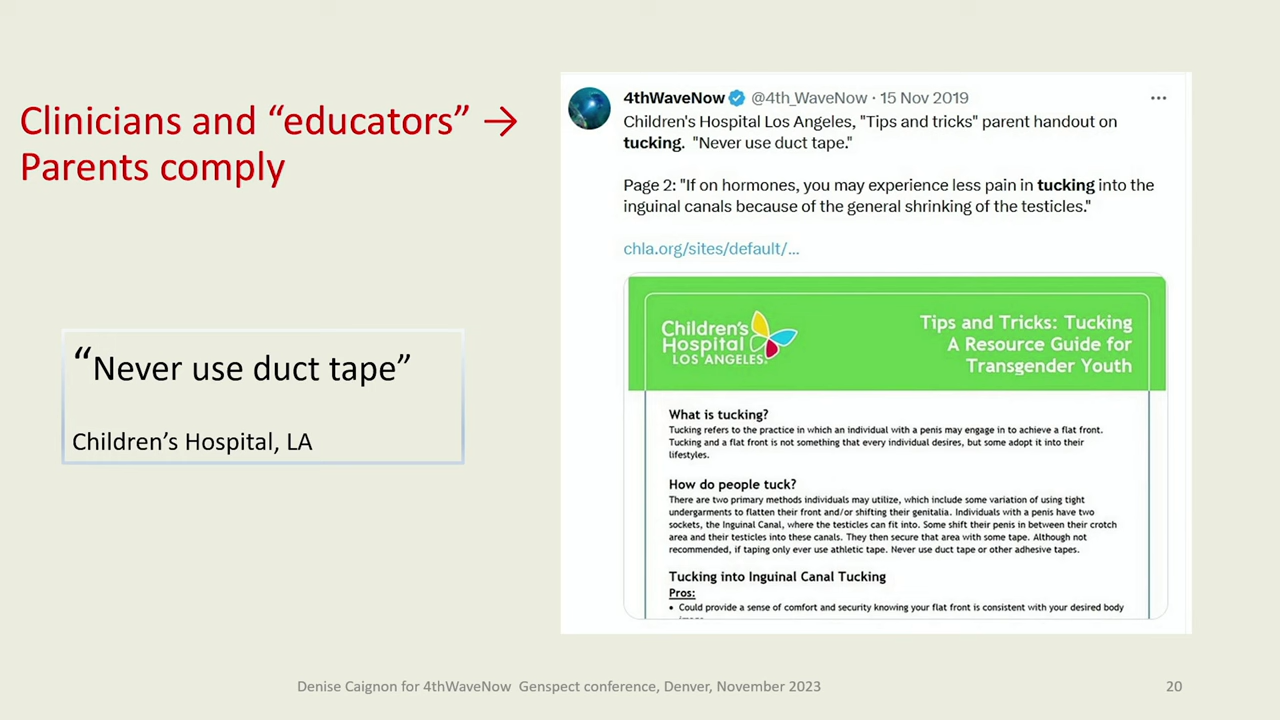 Clinicians and “educators” →
Parents comply
“Never use duct tape”
Children’s Hospital, LA
4thWaveNow @4th_WaveNow · 15 Nov 2019
Children's Hospital Los Angeles, "Tips and tricks" parent handout on
tucking. "Never use duct tape."
Page 2: "If on hormones, you may experience less pain in tucking into the
inguinal canals because of the general shrinking of the testicles."
chla.org/sites/default/...
Children's
Hospital
LOS ANGELES
Tips and Tricks: Tucking
A Resource Guide for
Transgender Youth
What is tucking?
Tucking refers to the practice in which an individual with a penis may engage in to achieve a flat front.
Tucking and a flat front is not something that every individual desires, but some adopt it into their
lifestyles.
How do people tuck?
There are two primary methods individuals may utilize, which include some variation of using tight
undergarments to flatten their front and/or shifting their genitalia. Individuals with a penis have two
sockets, the Inguinal Canal, where the testicles can fit into. Some shift their penis in between their crotch
area and their testicles into these canals. They then secure that area with some tape. Although not
recommended, if taping only ever use athletic tape. Never use duct tape or other adhesive tapes.
Tucking into Inguinal Canal Tucking
Pros:
• Could provide a sense of comfort and security knowing your flat front is consistent with your desired body
Denise Caignon for 4thWaveNow Genspect conference, Denver, November 2023
20